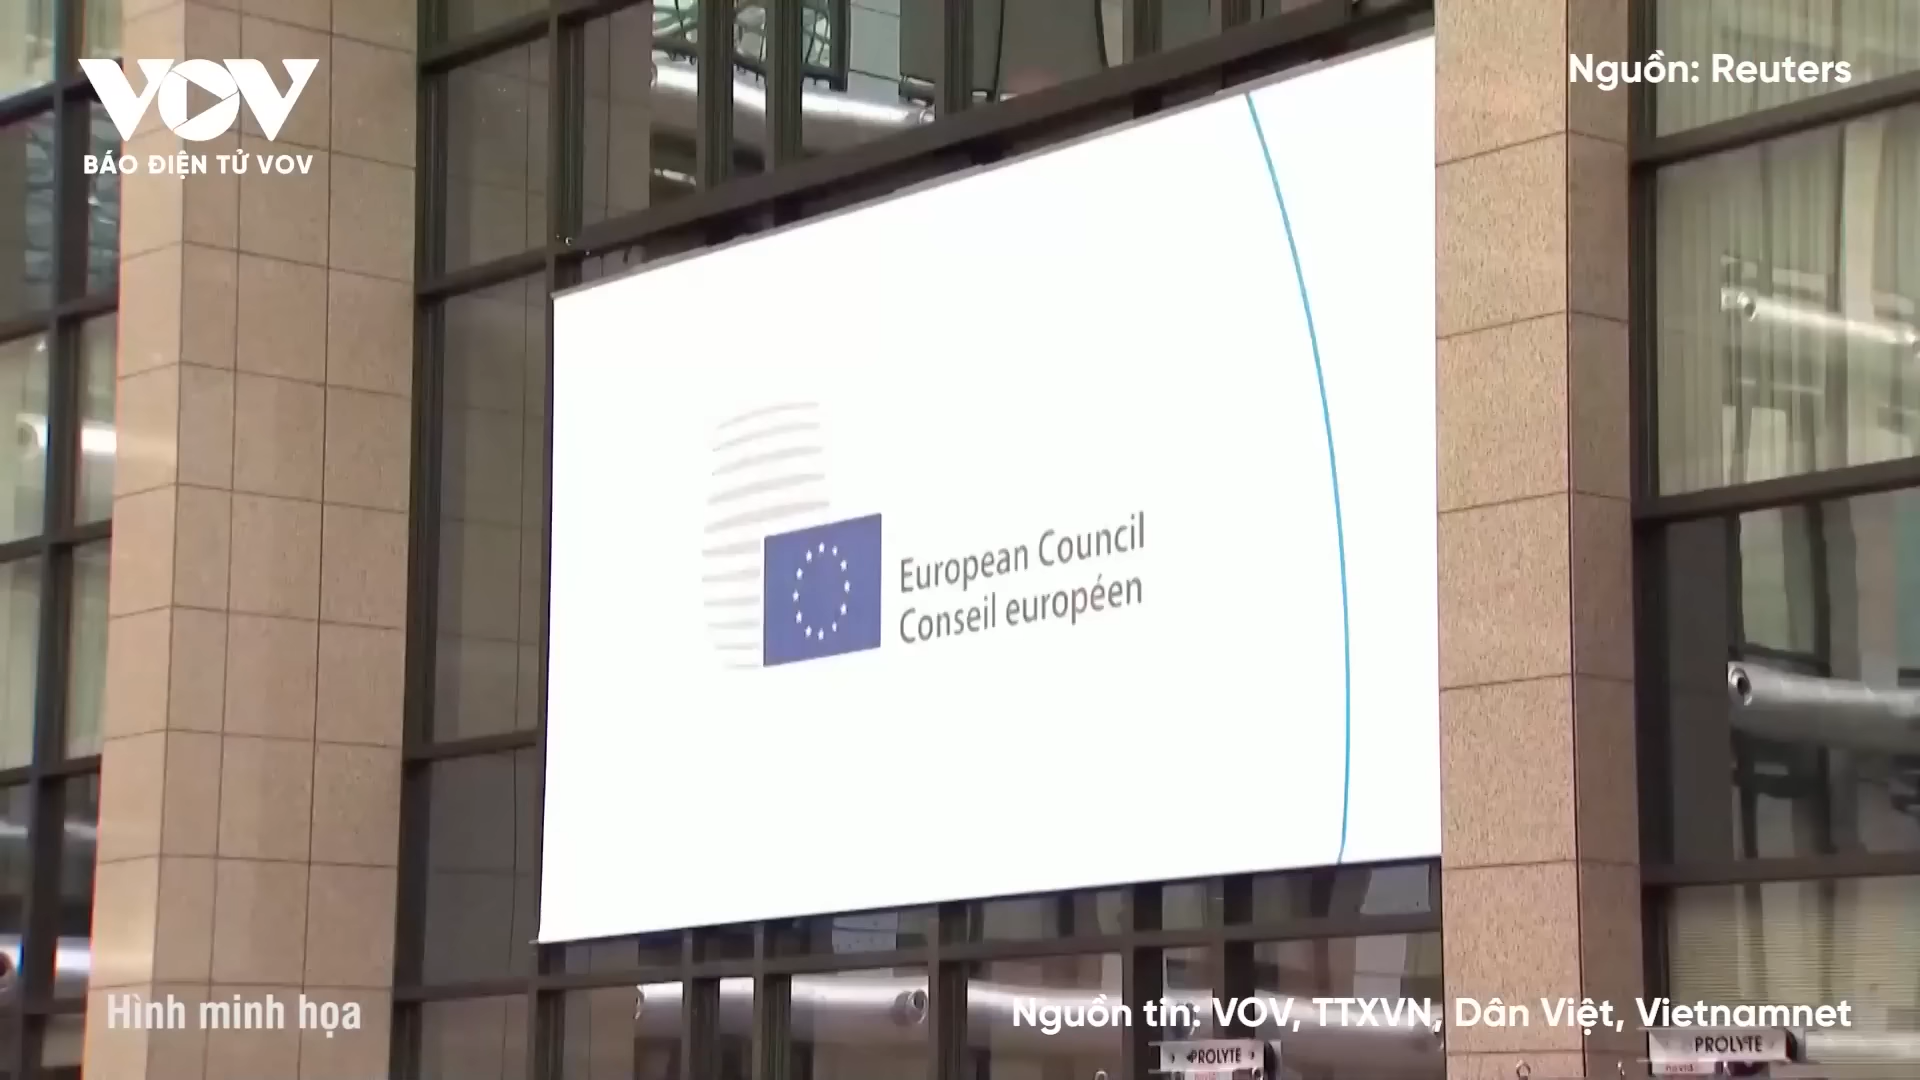 VOV
BÁO ĐIỆN TỬ VOV
Nguồn: Reuters
European Council
Conseil européen
Hình minh họa
Nguồn tin: VOV, TTXVN, Dân Việt, Vietnamnet
PROLYTE
PROLYTE